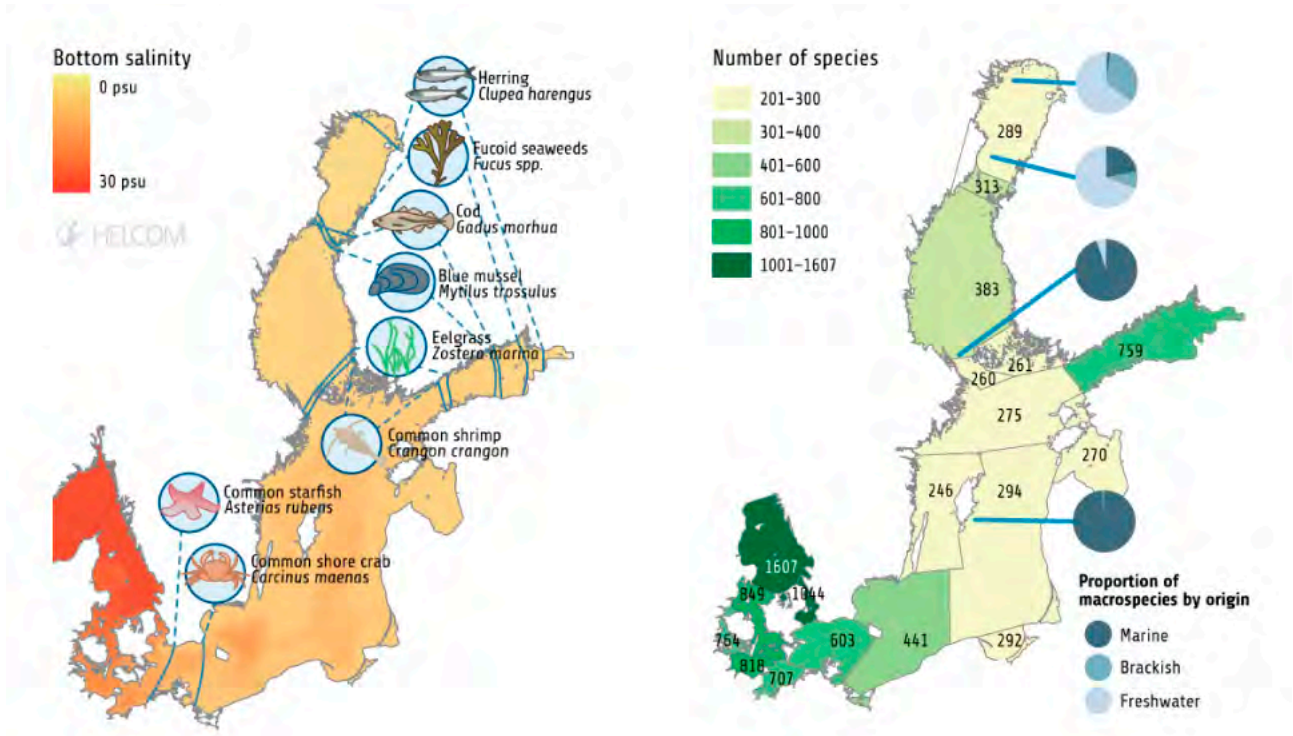 Bottom salinity
0 psu
30 psu
HELCOM
Herring
Clupea harengus
Fucoid seaweeds
Fucus spp.
Cod
Gadus morhua
Blue mussel
Mytilus trossulus
Eelgrass
Zostera marina
Common shrimp
Crangon crangon
Common starfish
Asterias rubens
Common shore crab
Carcinus maenas
Number of species
201–300
301–400
401–600
601–800
801–1000
1001–1607
289
313
383
759
261
260
275
270
246
294
1607
849
1044
764
603
441
292
818
707
Proportion of
macrospecies by origin
Marine
Brackish
Freshwater